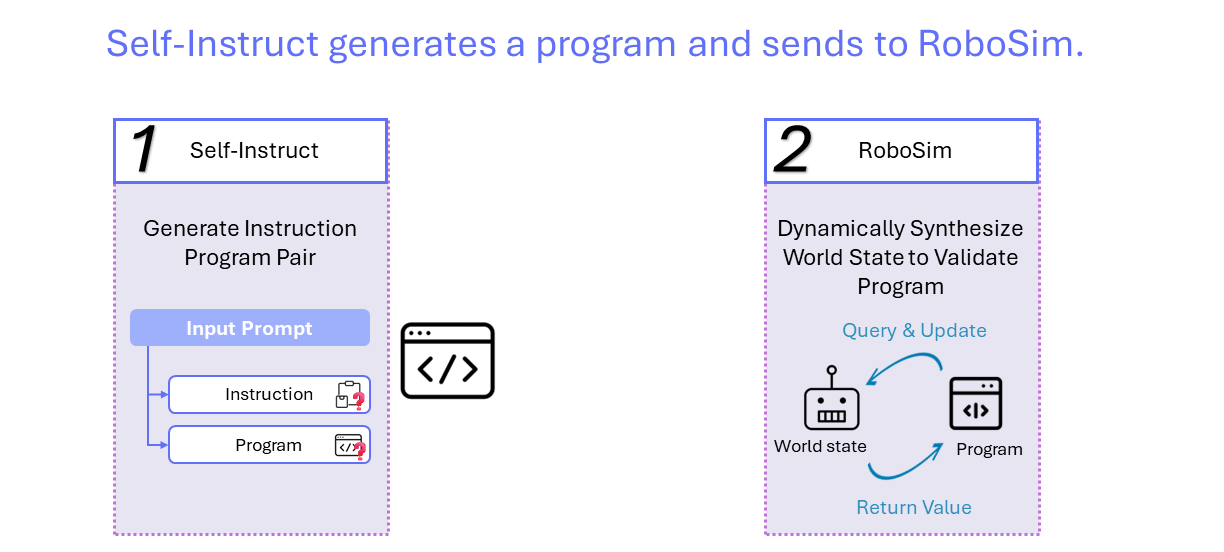 Self-Instruct generates a program and sends to RoboSim.
1 Self-Instruct
Generate Instruction
Program Pair
Input Prompt
Instruction
?
Program
</>
?
</>
2 RoboSim
Dynamically Synthesize
World State to Validate
Program
Query & Update
<|/>
World state
Program
Return Value